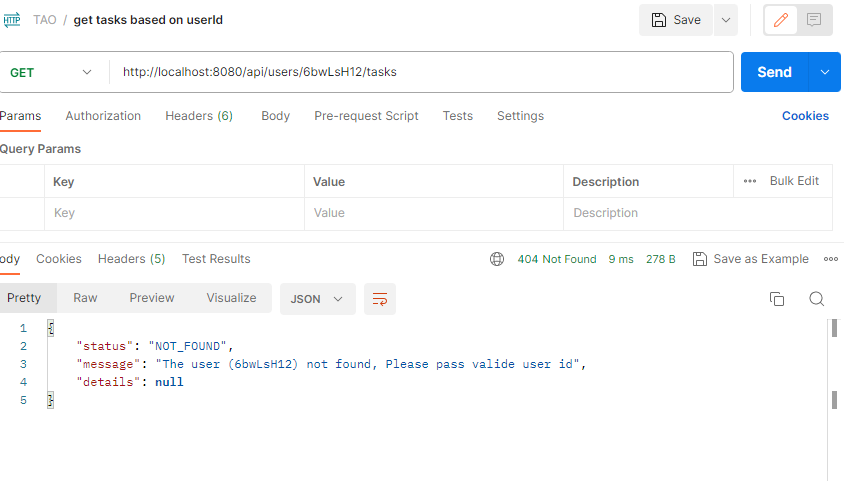 HTTP TAO / get tasks based on userId Save
GET http://localhost:8080/api/users/6bwLsH12/tasks Send
Params Authorization Headers (6) Body Pre-request Script Tests Settings Cookies
Query Params
Key Value Description Bulk Edit
Key Value Description
ody Cookies Headers (5) Test Results 404 Not Found 9 ms 278 B Save as Example
Pretty Raw Preview Visualize JSON
1 {
2 "status": "NOT_FOUND",
3 "message": "The user (6bwLsH12) not found, Please pass valide user id",
4 "details": null
5 }